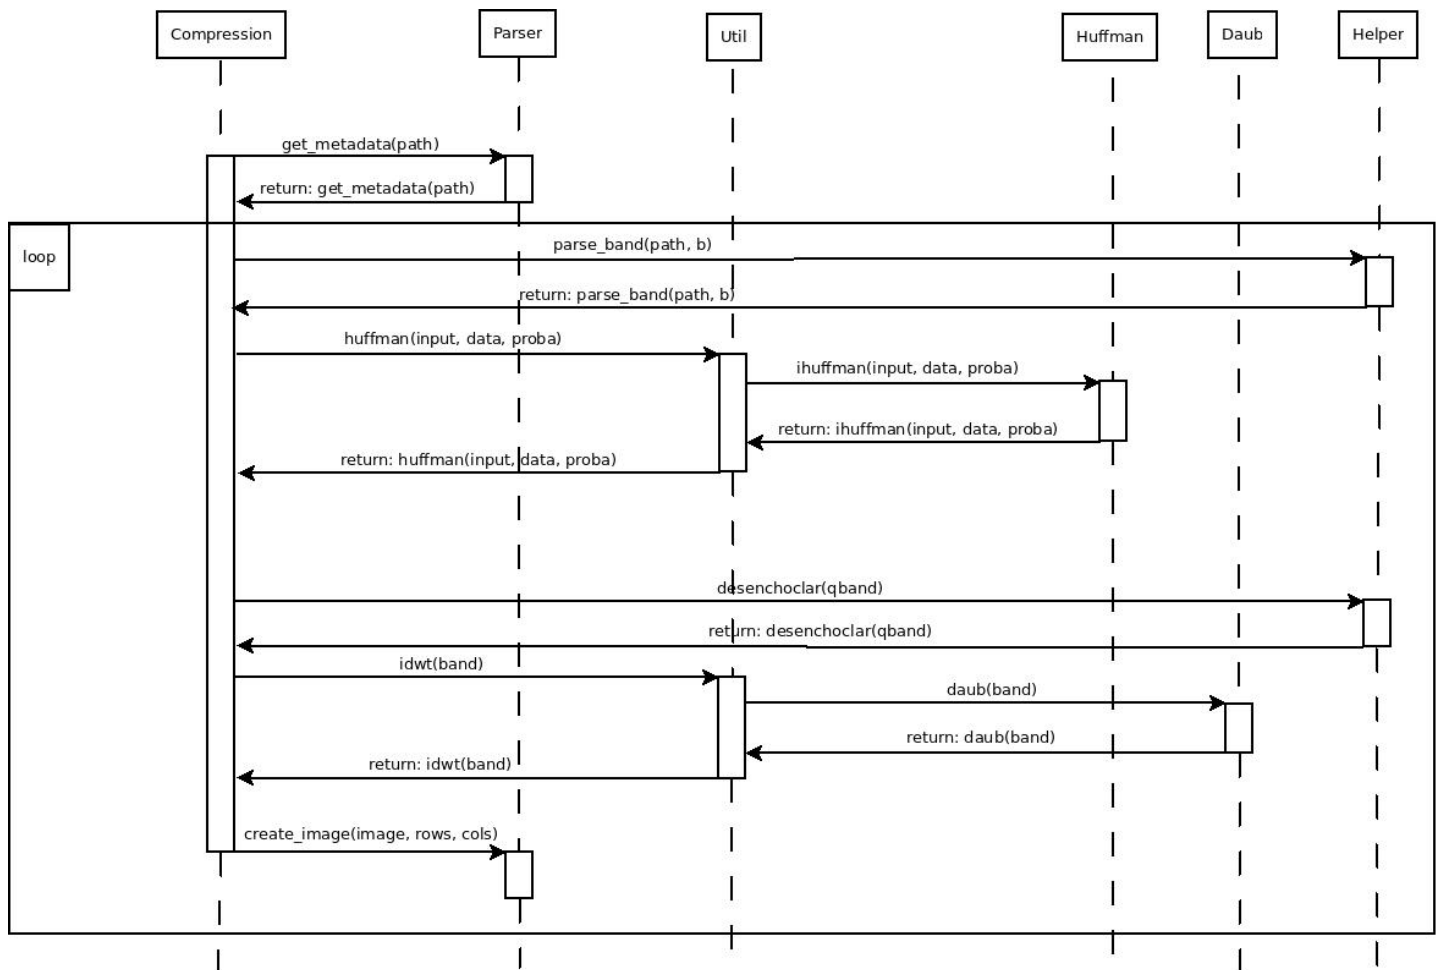 Compression
Parser
Util
Huffman
Daub
Helper
get_metadata(path)
return: get_metadata(path)
loop
parse_band(path, b)
return: parse_band(path, b)
huffman(input, data, proba)
ihuffman(input, data, proba)
return: ihuffman(input, data, proba)
return: huffman(input, data, proba)
desenchoclar(qband)
return: desenchoclar(qband)
idwt(band)
daub(band)
return: daub(band)
return: idwt(band)
create_image(image, rows, cols)